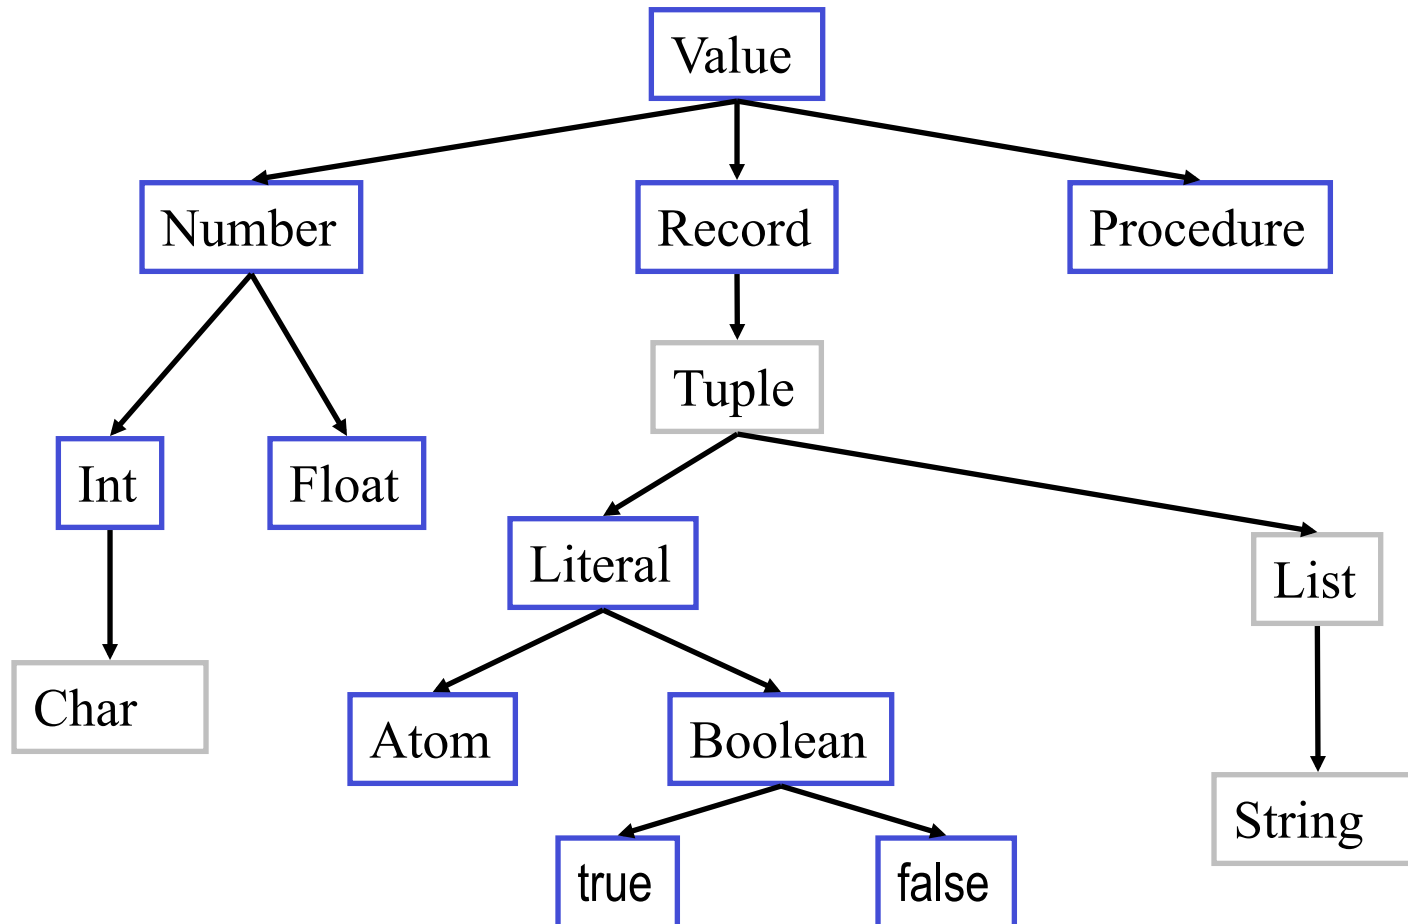 Value
Number
Record
Procedure
Tuple
Int
Float
Literal
List
Char
Atom
Boolean
String
true
false